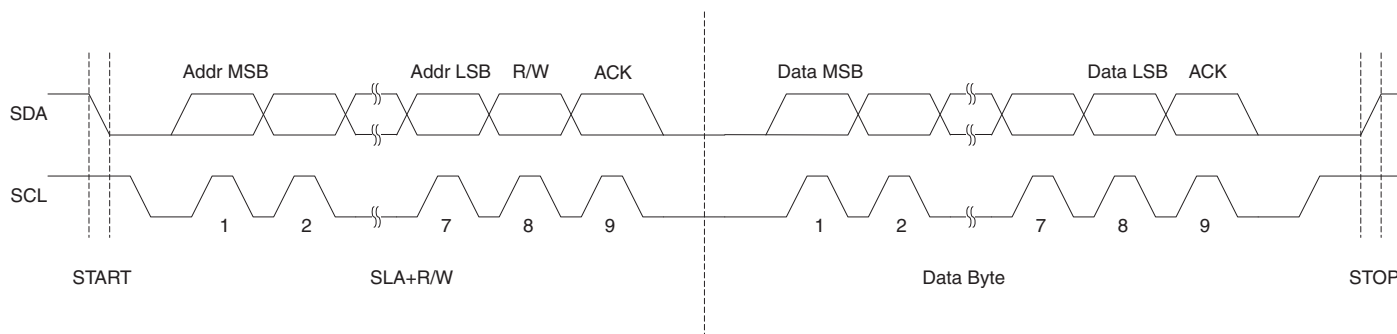 Addr MSB Addr LSB R/W ACK Data MSB Data LSB ACK
SDA
SCL
1 2 7 8 9 1 2 7 8 9
START SLA+R/W Data Byte STOP